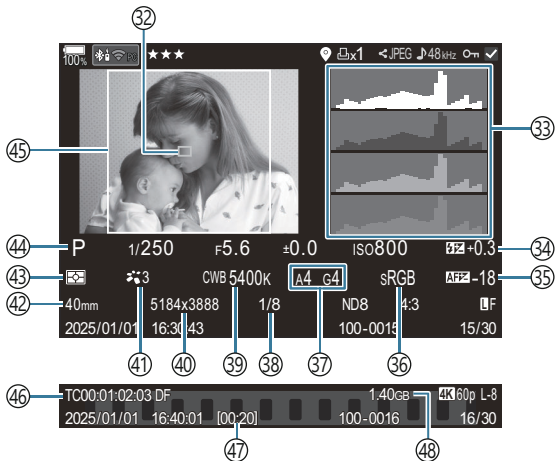 32
100% PC ★★★ x1 JPEG 48kHz
33
45
44 P 1/250 F5.6 ±0.0 ISO800 +0.3 34
43 3 CWB 5400K A4 G4 sRGB AF -18 35
42 40mm 5184x3888 1/8 ND8 4:3 LF
2025/01/01 16:30:43 100-0015 15/30
41 40 39 38 37 36
46 TC00:01:02:03 DF 1.40GB 4K 60p L-8
2025/01/01 16:40:01 [00:20] 100-0016 16/30
47 48